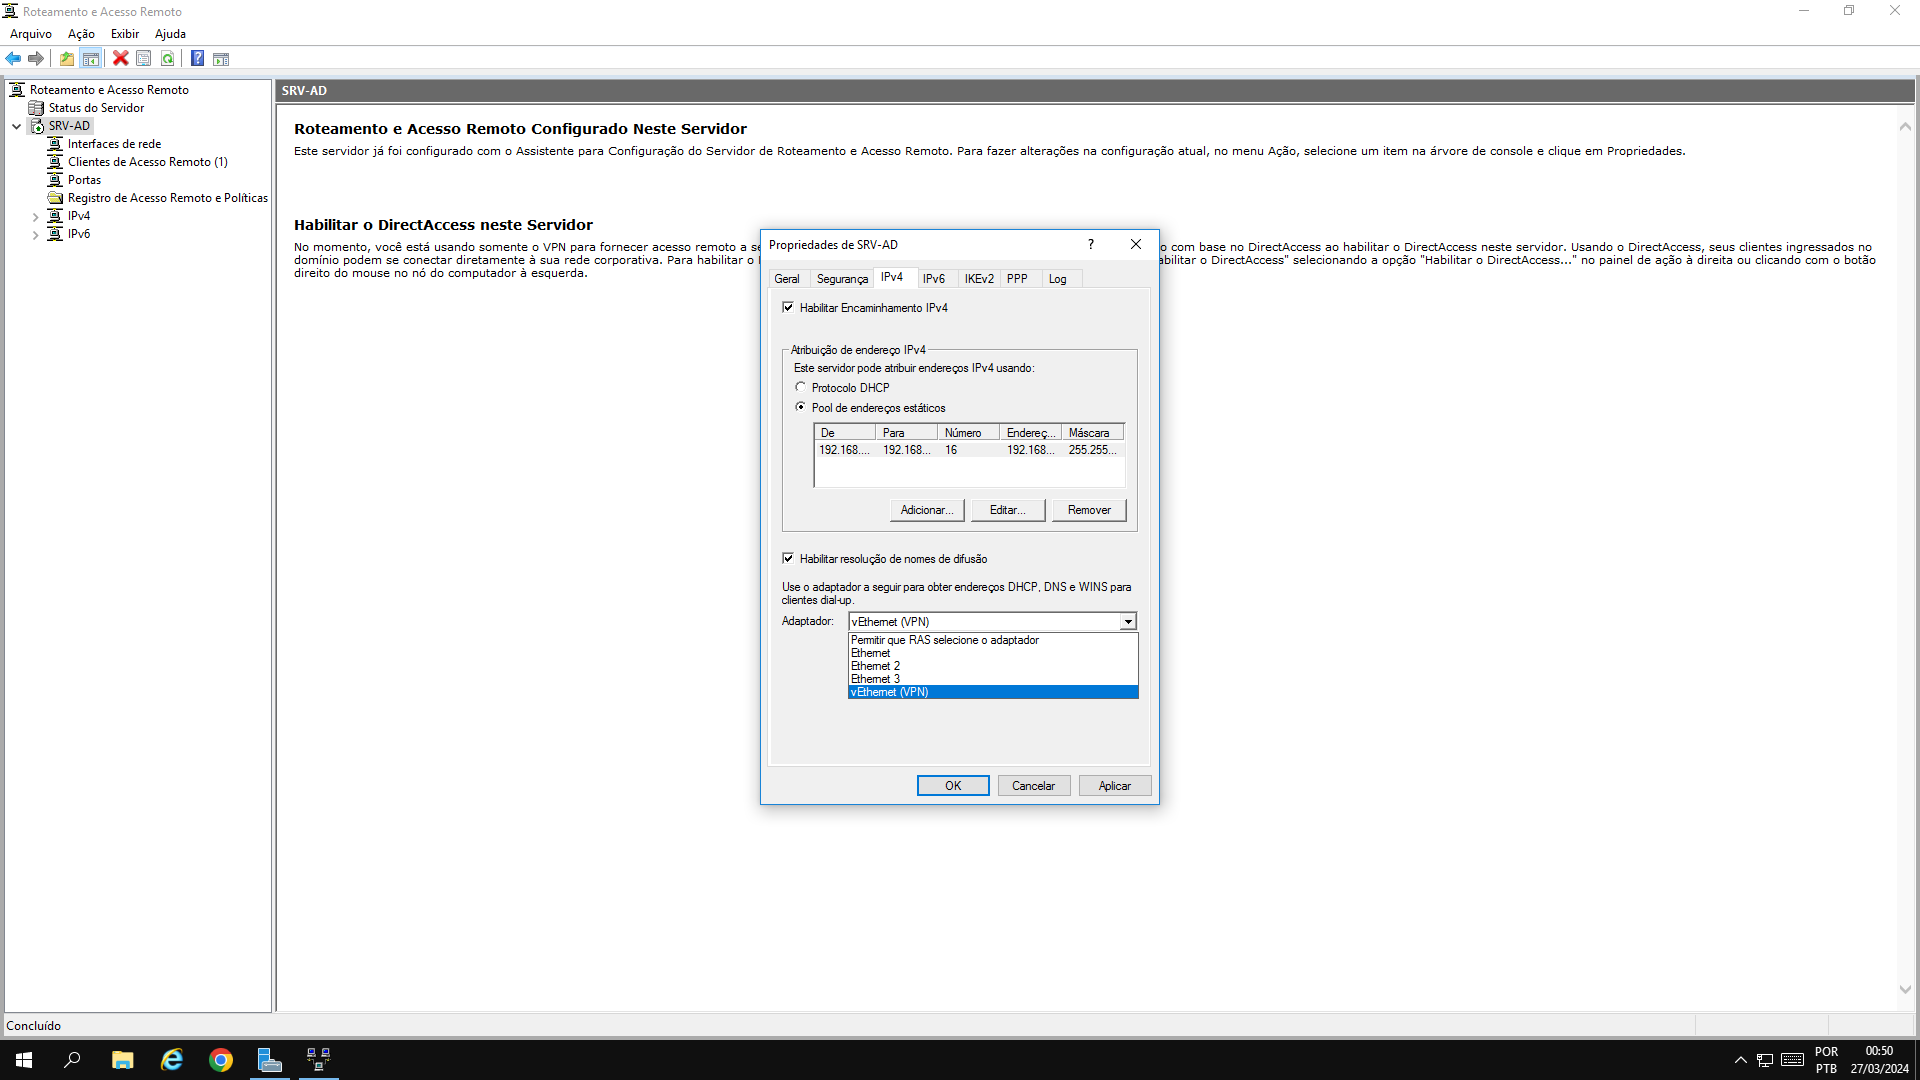 Roteamento e Acesso Remoto
Arquivo Ação Exibir Ajuda
Roteamento e Acesso Remoto
Status do Servidor
SRV-AD
Interfaces de rede
Clientes de Acesso Remoto (1)
Portas
Registro de Acesso Remoto e Políticas
IPv4
IPv6
SRV-AD
Roteamento e Acesso Remoto Configurado Neste Servidor
Este servidor já foi configurado com o Assistente para Configuração do Servidor de Roteamento e Acesso Remoto. Para fazer alterações na configuração atual, no menu Ação, selecione um item na árvore de console e clique em Propriedades.
Habilitar o DirectAccess neste Servidor
No momento, você está usando somente o VPN para fornecer acesso remoto a o com base no DirectAccess ao habilitar o DirectAccess neste servidor. Usando o DirectAccess, seus clientes ingressados no
domínio podem se conectar diretamente à sua rede corporativa. Para habilitar o abilitar o DirectAccess" selecionando a opção "Habilitar o DirectAccess..." no painel de ação à direita ou clicando com o botão
direito do mouse no nó do computador à esquerda.
Propriedades de SRV-AD ?
Geral Segurança IPv4 IPv6 IKEv2 PPP Log
Habilitar Encaminhamento IPv4
Atribuição de endereço IPv4
Este servidor pode atribuir endereços IPv4 usando:
Protocolo DHCP
Pool de endereços estáticos
De Para Número Endereç... Máscara
192.168.... 192.168... 16 192.168... 255.255...
Adicionar... Editar... Remover
Habilitar resolução de nomes de difusão
Use o adaptador a seguir para obter endereços DHCP, DNS e WINS para
clientes dial-up.
Adaptador: vEthernet (VPN)
Permitir que RAS selecione o adaptador
Ethernet
Ethernet 2
Ethernet 3
vEthernet (VPN)
OK Cancelar Aplicar
Concluído
POR
PTB
00:50
27/03/2024